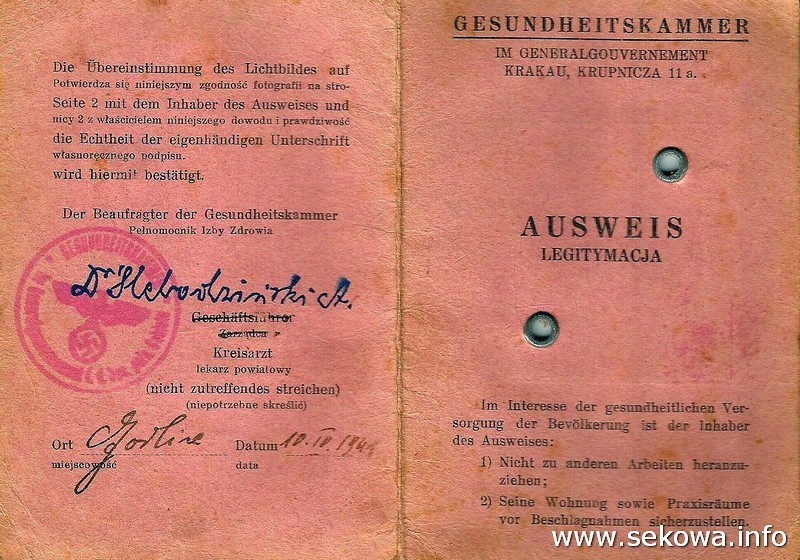 Die Übereinstimmung des Lichtbildes auf
Potwierdza się niniejszym zgodność fotografii na stro-
Seite 2 mit dem Inhaber des Ausweises und
nicy 2 z właścicielem niniejszego dowodu i prawdziwość
die Echtheit der eigenhändigen Unterschrift
własnoręcznego podpisu.
wird hiermit bestätigt.
Der Beaufragter der Gesundheitskammer
Pełnomocnik Izby Zdrowia
Geschäftsführer
Zarządca
Kreisarzt
lekarz powiatowy
(nicht zutreffendes streichen)
(niepotrzebne skreślić)
Ort Gorlice Datum 10.IV.1941
miejscowość data
GESUNDHEITSKAMMER
IM GENERALGOUVERNEMENT
KRAKAU, KRUPNICZA 11 a.
AUSWEIS
LEGITYMACJA
Im Interesse der gesundheitlichen Ver-
sorgung der Bevölkerung ist der Inhaber
des Ausweises:
1) Nicht zu anderen Arbeiten heranzu-
ziehen;
2) Seine Wohnung sowie Praxisräume
vor Beschlagnahmen sicherzustellen.
www.sekowa.info